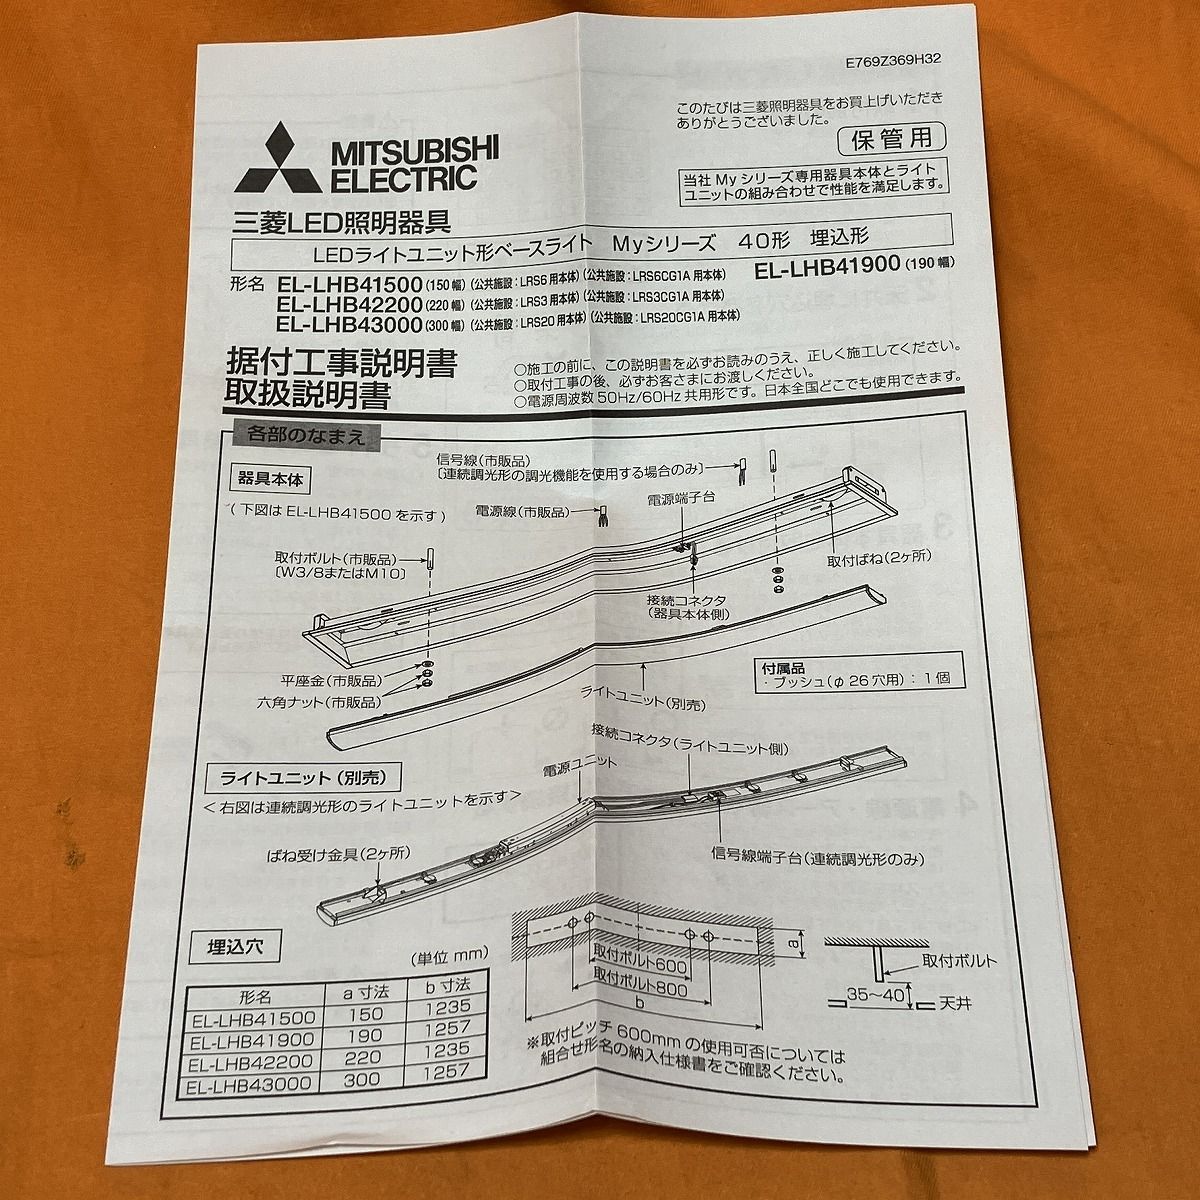 E769Z369H32
このたびは三菱照明器具をお買上げいただき
ありがとうございました。
保管用
当社 My シリーズ専用器具本体とライト
ユニットの組み合わせで性能を満足します。
MITSUBISHI
ELECTRIC
三菱LED照明器具
LEDライトユニット形ベースライト Myシリーズ 40形 埋込形
形名 EL-LHB41500(150幅)(公共施設:LRS6用本体)(公共施設:LRS6CG1A用本体) EL-LHB41900(190幅)
EL-LHB42200(220幅)(公共施設:LRS3用本体)(公共施設:LRS3CG1A用本体)
EL-LHB43000(300幅)(公共施設:LRS20用本体)(公共施設:LRS20CG1A用本体)
据付工事説明書
取扱説明書
○施工の前に、この説明書を必ずお読みのうえ、正しく施工してください。
○取付工事の後、必ずお客さまにお渡しください。
○電源周波数50Hz/60Hz共用形です。日本全国どこでも使用できます。
各部のなまえ
器具本体
(下図はEL-LHB41500を示す)
信号線(市販品)
〔連続調光形の調光機能を使用する場合のみ〕
電源線(市販品)
電源端子台
取付ボルト(市販品)
〔W3/8またはM10〕
取付ばね(2ヶ所)
接続コネクタ
(器具本体側)
平座金(市販品)
六角ナット(市販品)
ライトユニット(別売)
付属品
・ブッシュ(φ26穴用):1個
ライトユニット(別売)
<右図は連続調光形のライトユニットを示す>
接続コネクタ(ライトユニット側)
電源ユニット
ばね受け金具(2ヶ所)
信号線端子台(連続調光形のみ)
埋込穴
(単位 mm)
形名 a寸法 b寸法
EL-LHB41500 150 1235
EL-LHB41900 190 1257
EL-LHB42200 220 1235
EL-LHB43000 300 1257
取付ボルト600
取付ボルト800
b
a
取付ボルト
35~40
天井
※取付ピッチ600mmの使用可否については
組合せ形名の納入仕様書をご確認ください。